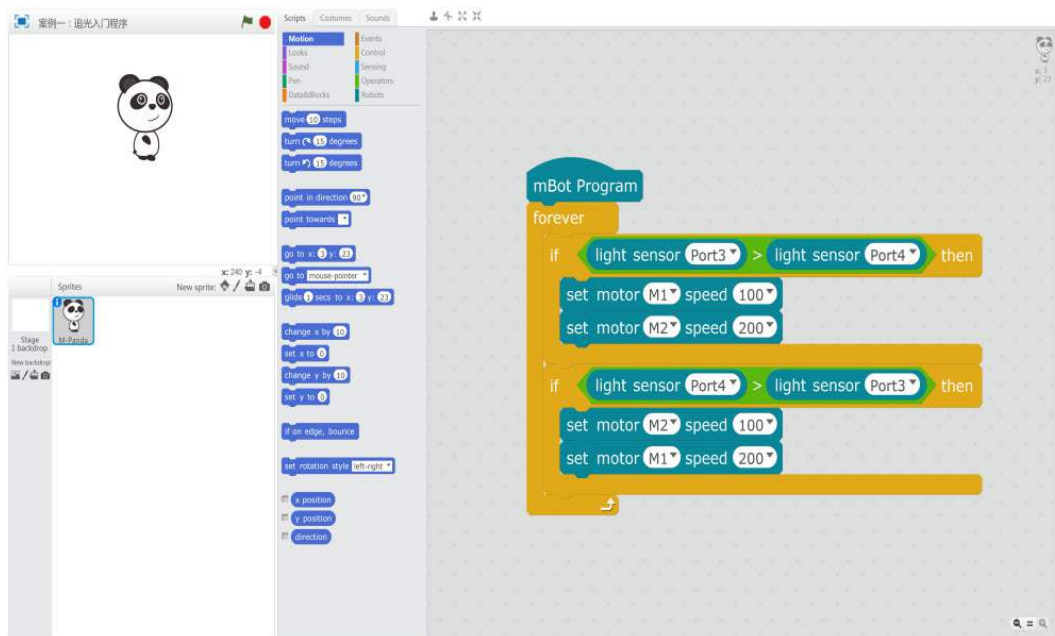 案例一：追光入门程序
x: 240 y: -4
Sprites
New sprite:
Stage
1 backdrop
New backdrop:
M-Panda
Scripts
Costumes
Sounds
Motion
Events
Looks
Control
Sound
Sensing
Pen
Operators
Data&Blocks
Robots
move 10 steps
turn 15 degrees
turn 15 degrees
point in direction 90
point towards
go to x: 3 y: 23
go to mouse-pointer
glide 1 secs to x: 3 y: 23
change x by 10
set x to 0
change y by 10
set y to 0
if on edge, bounce
set rotation style left-right
x position
y position
direction
mBot Program
forever
if light sensor Port3 > light sensor Port4 then
set motor M1 speed 100
set motor M2 speed 200
if light sensor Port4 > light sensor Port3 then
set motor M2 speed 100
set motor M1 speed 200